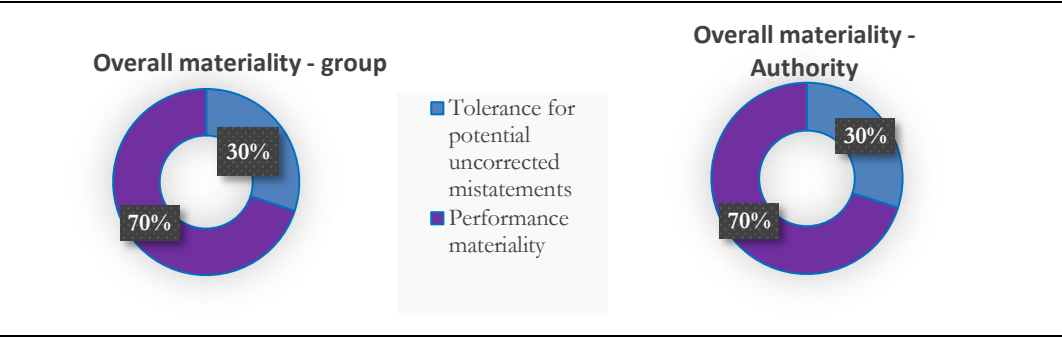 Overall materiality - group
30%
70%
Tolerance for
potential
uncorrected
mistatements
Performance
materiality
Overall materiality -
Authority
30%
70%